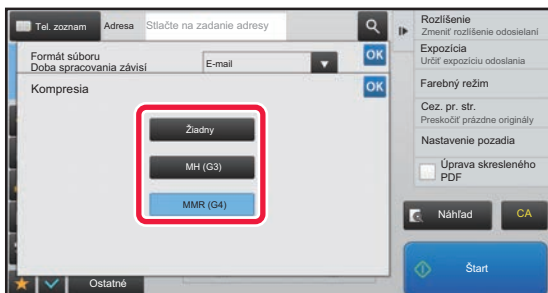 Tel. zoznam
Adresa
Stlačte na zadanie adresy
Formát súboru
Doba spracovania závisí
E-mail
OK
Kompresia
OK
Žiadny
MH (G3)
MMR (G4)
Ostatné
Rozlíšenie
Zmeniť rozlíšenie odosielani
Expozícia
Určiť expozíciu odoslania
Farebný režim
Cez. pr. str.
Preskočiť prázdne originály
Nastavenie pozadia
Úprava skresleného
PDF
Náhľad
CA
Štart